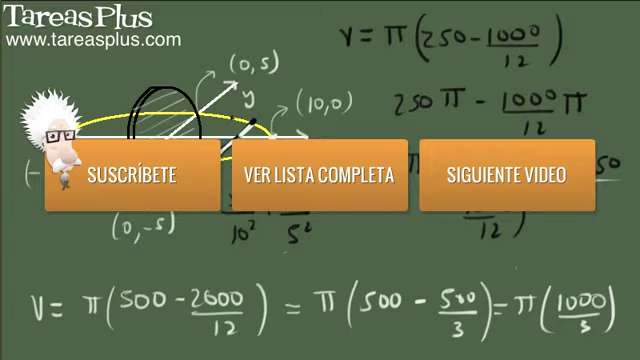 TareasPlus
www.tareasplus.com
V = π(250 - 1000/12)
(0,5)
y
(10,0)
250π - 1000/12 π
50
SUSCRÍBETE
VER LISTA COMPLETA
SIGUIENTE VIDEO
(0,-5)
10² 5²
12
V = π(500 - 2000/12) = π(500 - 500/3) = π(1000/3)